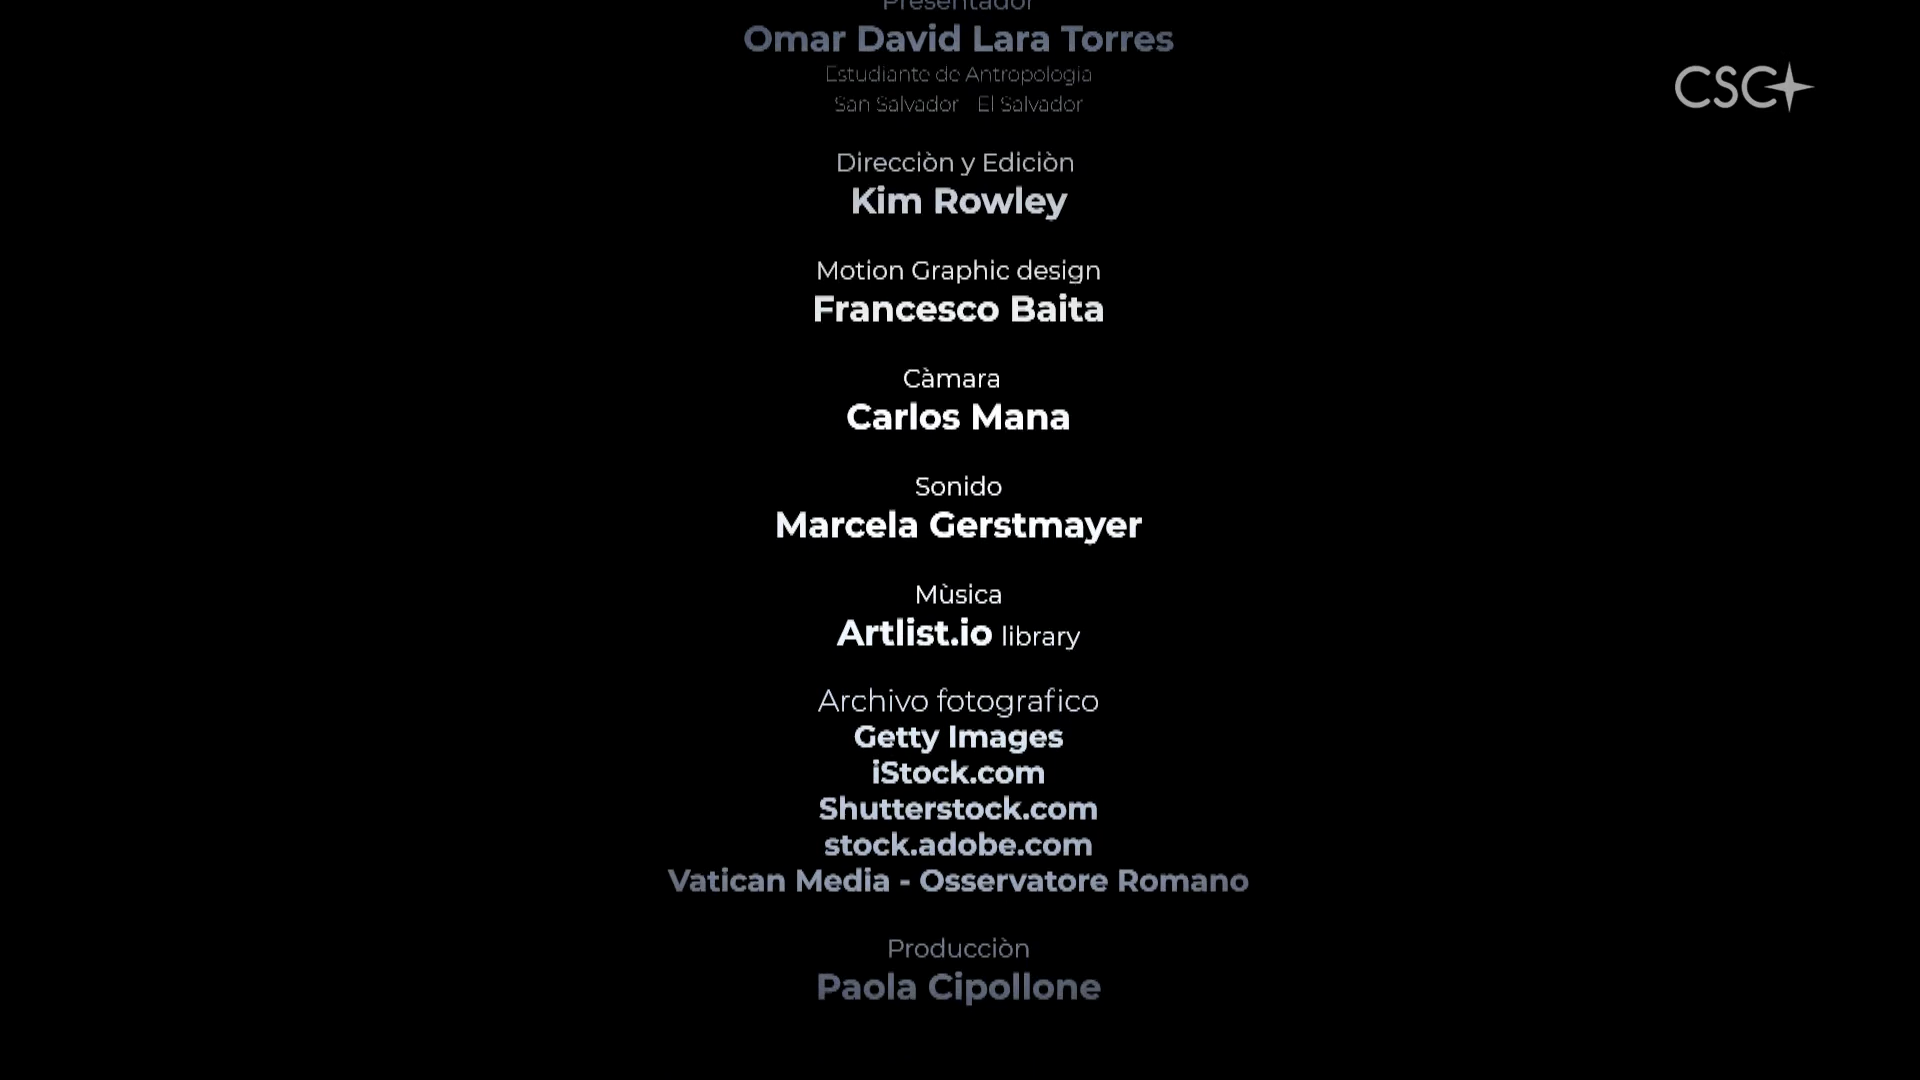 Presentador
Omar David Lara Torres
Estudiante de Antropologia
San Salvador El Salvador
CSC
Direcciòn y Ediciòn
Kim Rowley
Motion Graphic design
Francesco Baita
Càmara
Carlos Mana
Sonido
Marcela Gerstmayer
Mùsica
Artlist.io library
Archivo fotografico
Getty Images
iStock.com
Shutterstock.com
stock.adobe.com
Vatican Media - Osservatore Romano
Producciòn
Paola Cipollone